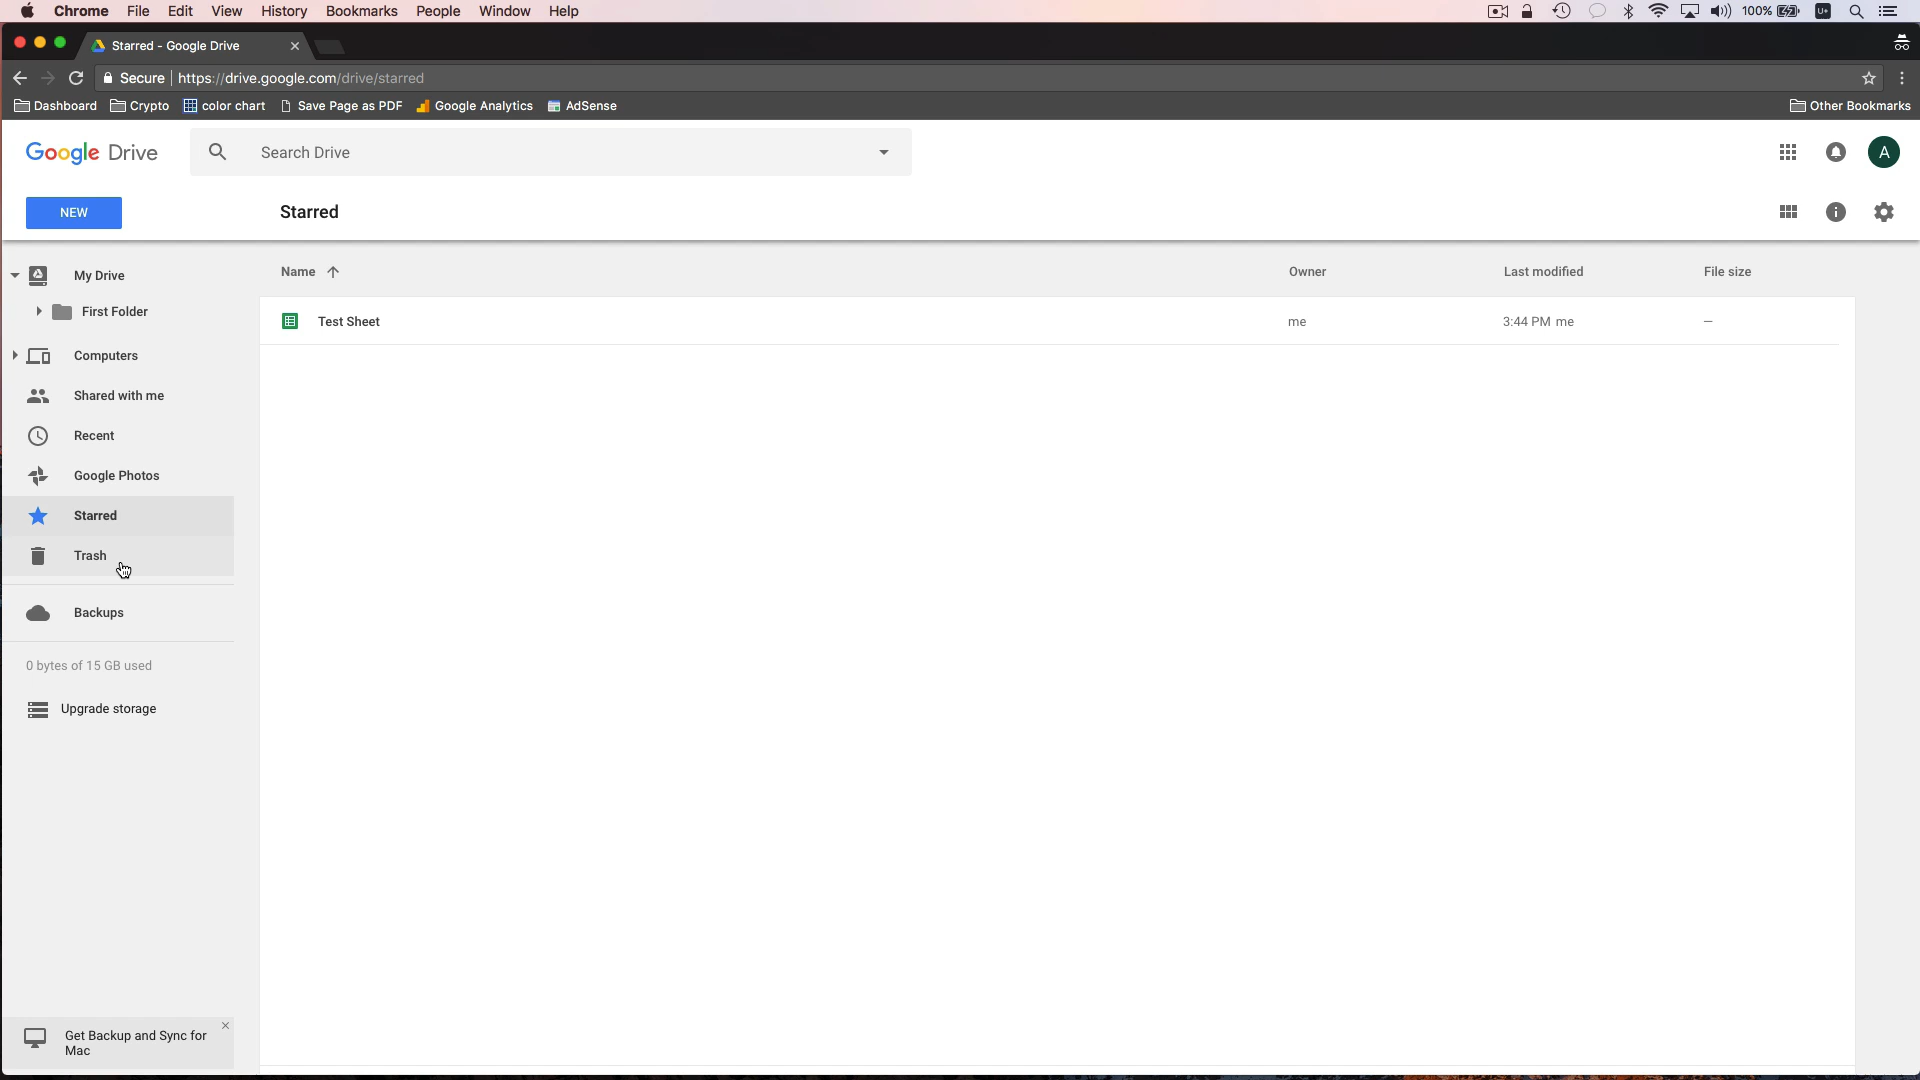 Chrome File Edit View History Bookmarks People Window Help 100% U+
Starred - Google Drive
Secure https://drive.google.com/drive/starred
Dashboard Crypto color chart Save Page as PDF Google Analytics AdSense Other Bookmarks
Google Drive Search Drive A
NEW Starred
My Drive Name Owner Last modified File size
First Folder Test Sheet me 3:44 PM me –
Computers
Shared with me
Recent
Google Photos
Starred
Trash
Backups
0 bytes of 15 GB used
Upgrade storage
Get Backup and Sync for
Mac